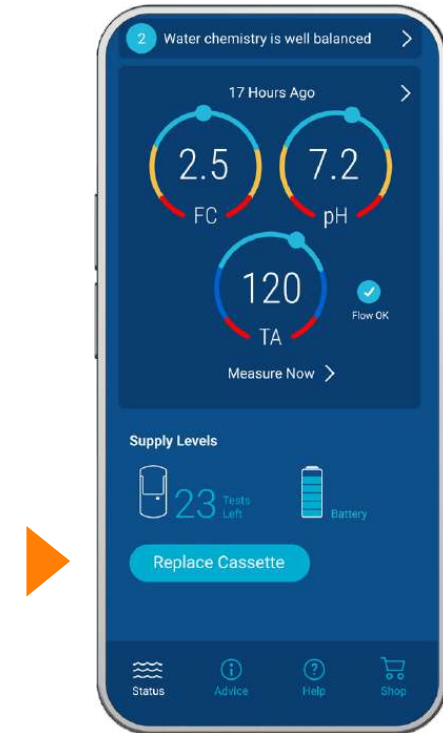 2 Water chemistry is well balanced
17 Hours Ago
2.5 7.2
FC pH
120
TA
Flow OK
Measure Now
Supply Levels
23 Tests Left Battery
Replace Cassette
Status Advice Help Shop